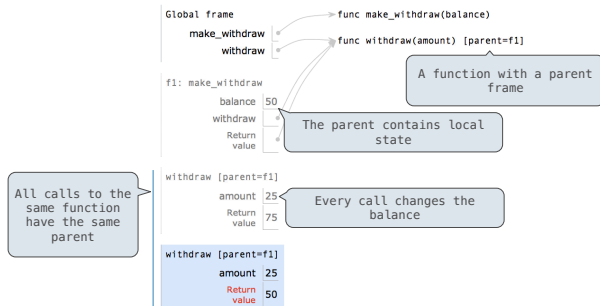 Global frame
make_withdraw
withdraw
func make_withdraw(balance)
func withdraw(amount) [parent=f1]
A function with a parent
frame
f1: make_withdraw
balance 50
withdraw
Return
value
The parent contains local
state
All calls to the
same function
have the same
parent
withdraw [parent=f1]
amount 25
Return
value 75
Every call changes the
balance
withdraw [parent=f1]
amount 25
Return
value 50